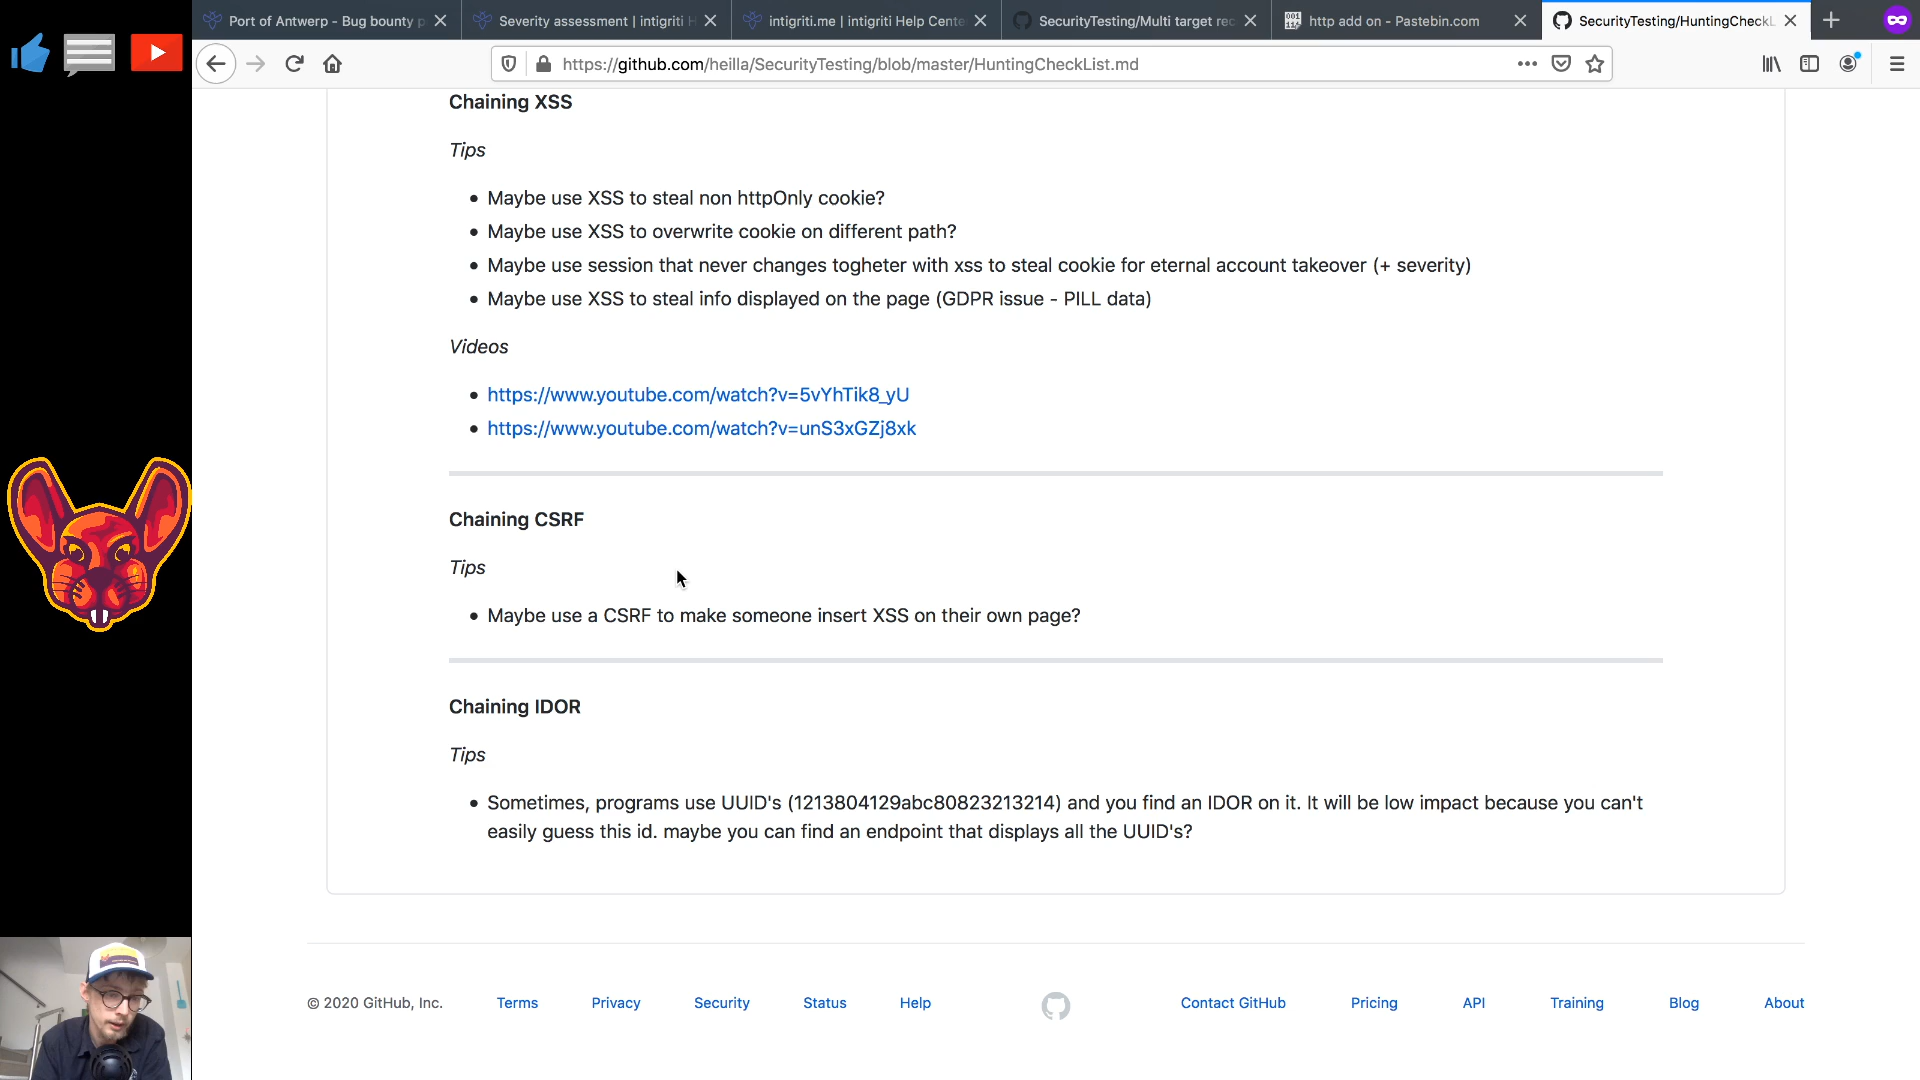 Port of Antwerp - Bug bounty p
Severity assessment | intigriti H
intigriti.me | intigriti Help Cente
SecurityTesting/Multi target rec
http add on - Pastebin.com
SecurityTesting/HuntingCheckL
https://github.com/heilla/SecurityTesting/blob/master/HuntingCheckList.md
Chaining XSS
Tips
• Maybe use XSS to steal non httpOnly cookie?
• Maybe use XSS to overwrite cookie on different path?
• Maybe use session that never changes togheter with xss to steal cookie for eternal account takeover (+ severity)
• Maybe use XSS to steal info displayed on the page (GDPR issue - PILL data)
Videos
• https://www.youtube.com/watch?v=5vYhTik8_yU
• https://www.youtube.com/watch?v=unS3xGZj8xk
Chaining CSRF
Tips
• Maybe use a CSRF to make someone insert XSS on their own page?
Chaining IDOR
Tips
• Sometimes, programs use UUID's (1213804129abc80823213214) and you find an IDOR on it. It will be low impact because you can't
easily guess this id. maybe you can find an endpoint that displays all the UUID's?
© 2020 GitHub, Inc.
Terms
Privacy
Security
Status
Help
Contact GitHub
Pricing
API
Training
Blog
About